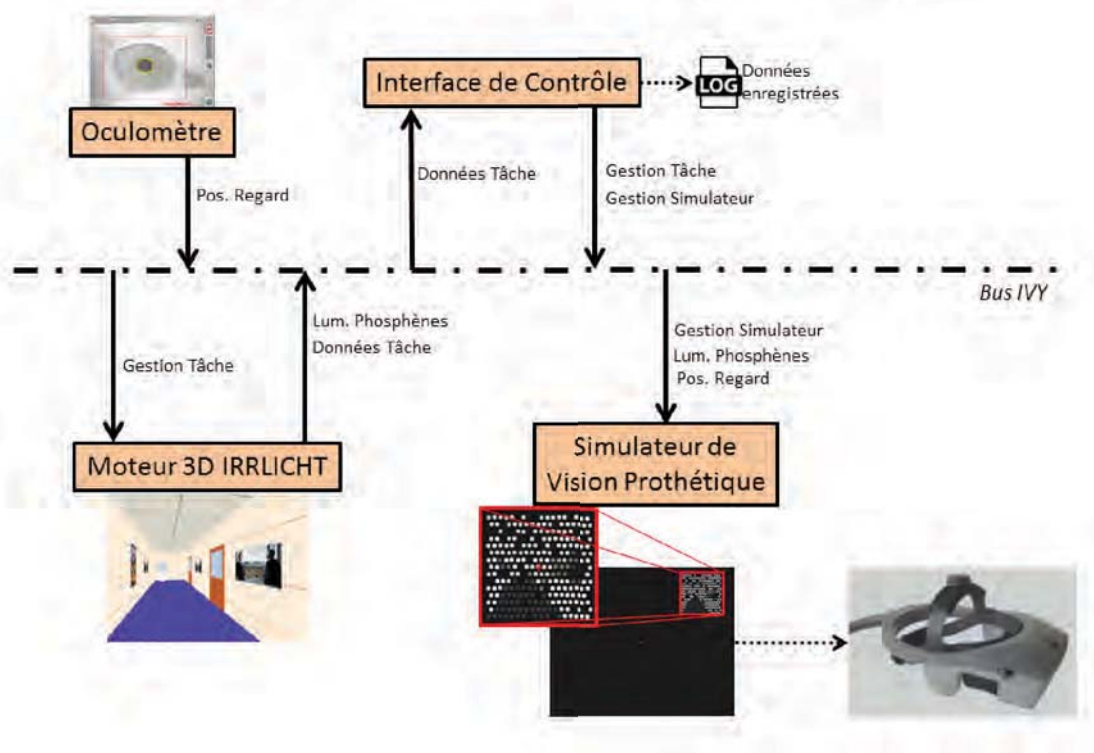 Oculomètre
Pos. Regard
Interface de Contrôle
LOG
Données
enregistrées
Données Tâche
Gestion Tâche
Gestion Simulateur
Bus IVY
Gestion Tâche
Lum. Phosphènes
Données Tâche
Gestion Simulateur
Lum. Phosphènes
Pos. Regard
Moteur 3D IRRLICHT
Simulateur de
Vision Prothétique